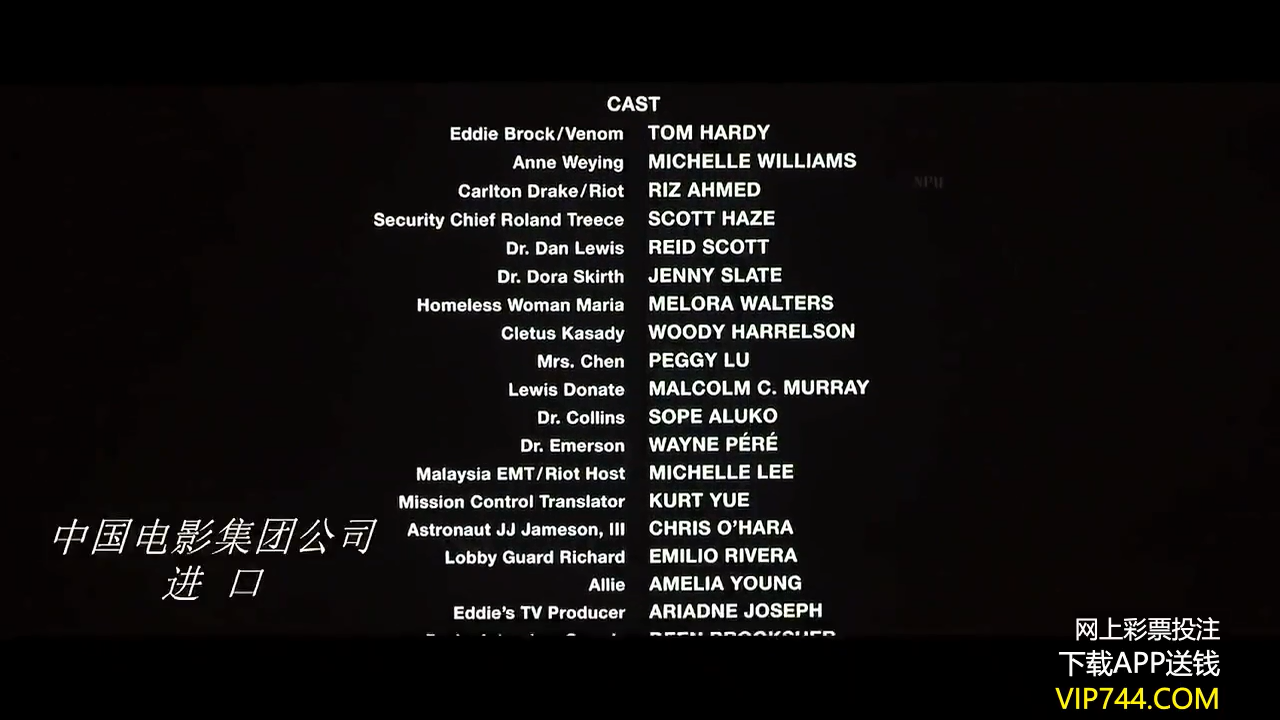 CAST
Eddie Brock/Venom TOM HARDY
Anne Weying MICHELLE WILLIAMS
Carlton Drake/Riot RIZ AHMED
Security Chief Roland Treece SCOTT HAZE
Dr. Dan Lewis REID SCOTT
Dr. Dora Skirth JENNY SLATE
Homeless Woman Maria MELORA WALTERS
Cletus Kasady WOODY HARRELSON
Mrs. Chen PEGGY LU
Lewis Donate MALCOLM C. MURRAY
Dr. Collins SOPE ALUKO
Dr. Emerson WAYNE PÉRÉ
Malaysia EMT/Riot Host MICHELLE LEE
Mission Control Translator KURT YUE
Astronaut JJ Jameson, III CHRIS O'HARA
Lobby Guard Richard EMILIO RIVERA
Allie AMELIA YOUNG
Eddie's TV Producer ARIADNE JOSEPH
中国电影集团公司
进 口
网上彩票投注
下载APP送钱
VIP744.COM